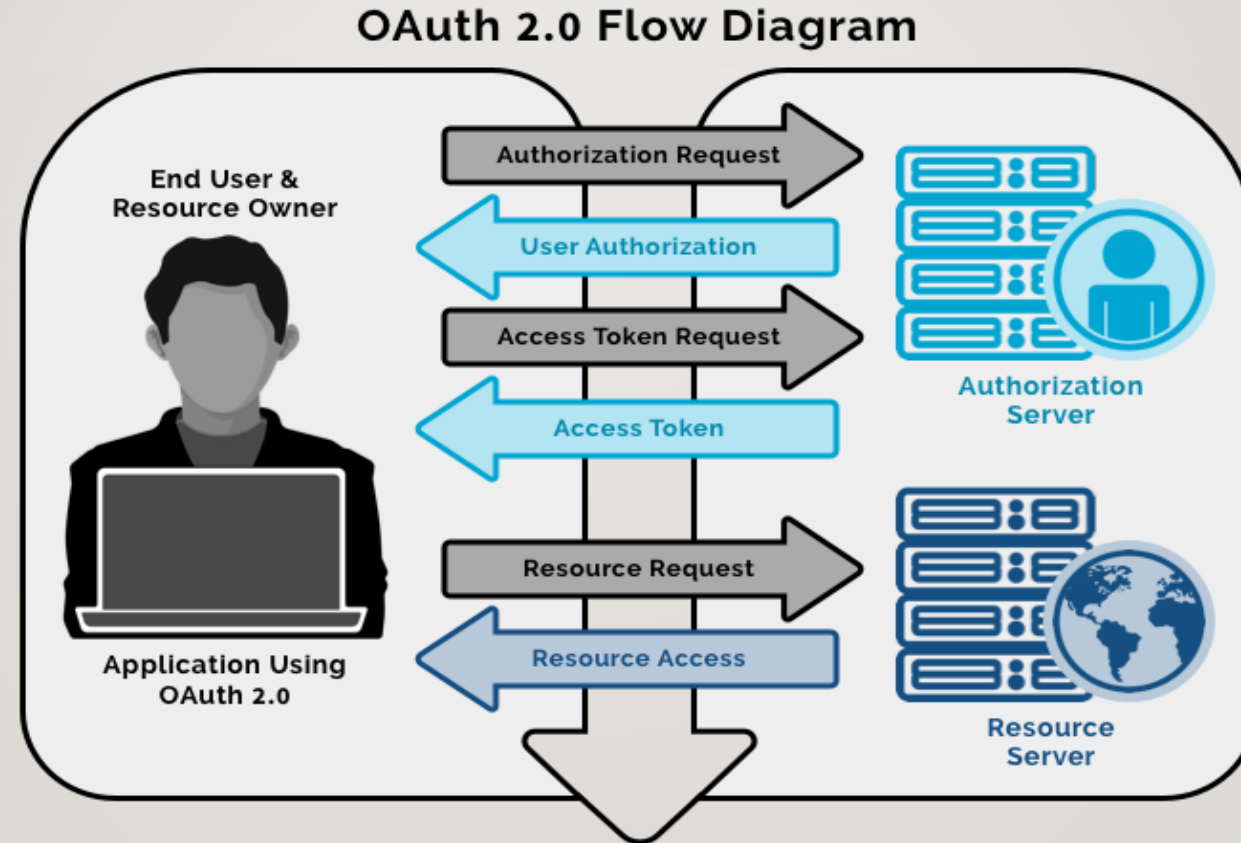 OAuth 2.0 Flow Diagram
End User &
Resource Owner
Application Using
OAuth 2.0
Authorization Request
User Authorization
Access Token Request
Access Token
Resource Request
Resource Access
Authorization
Server
Resource
Server